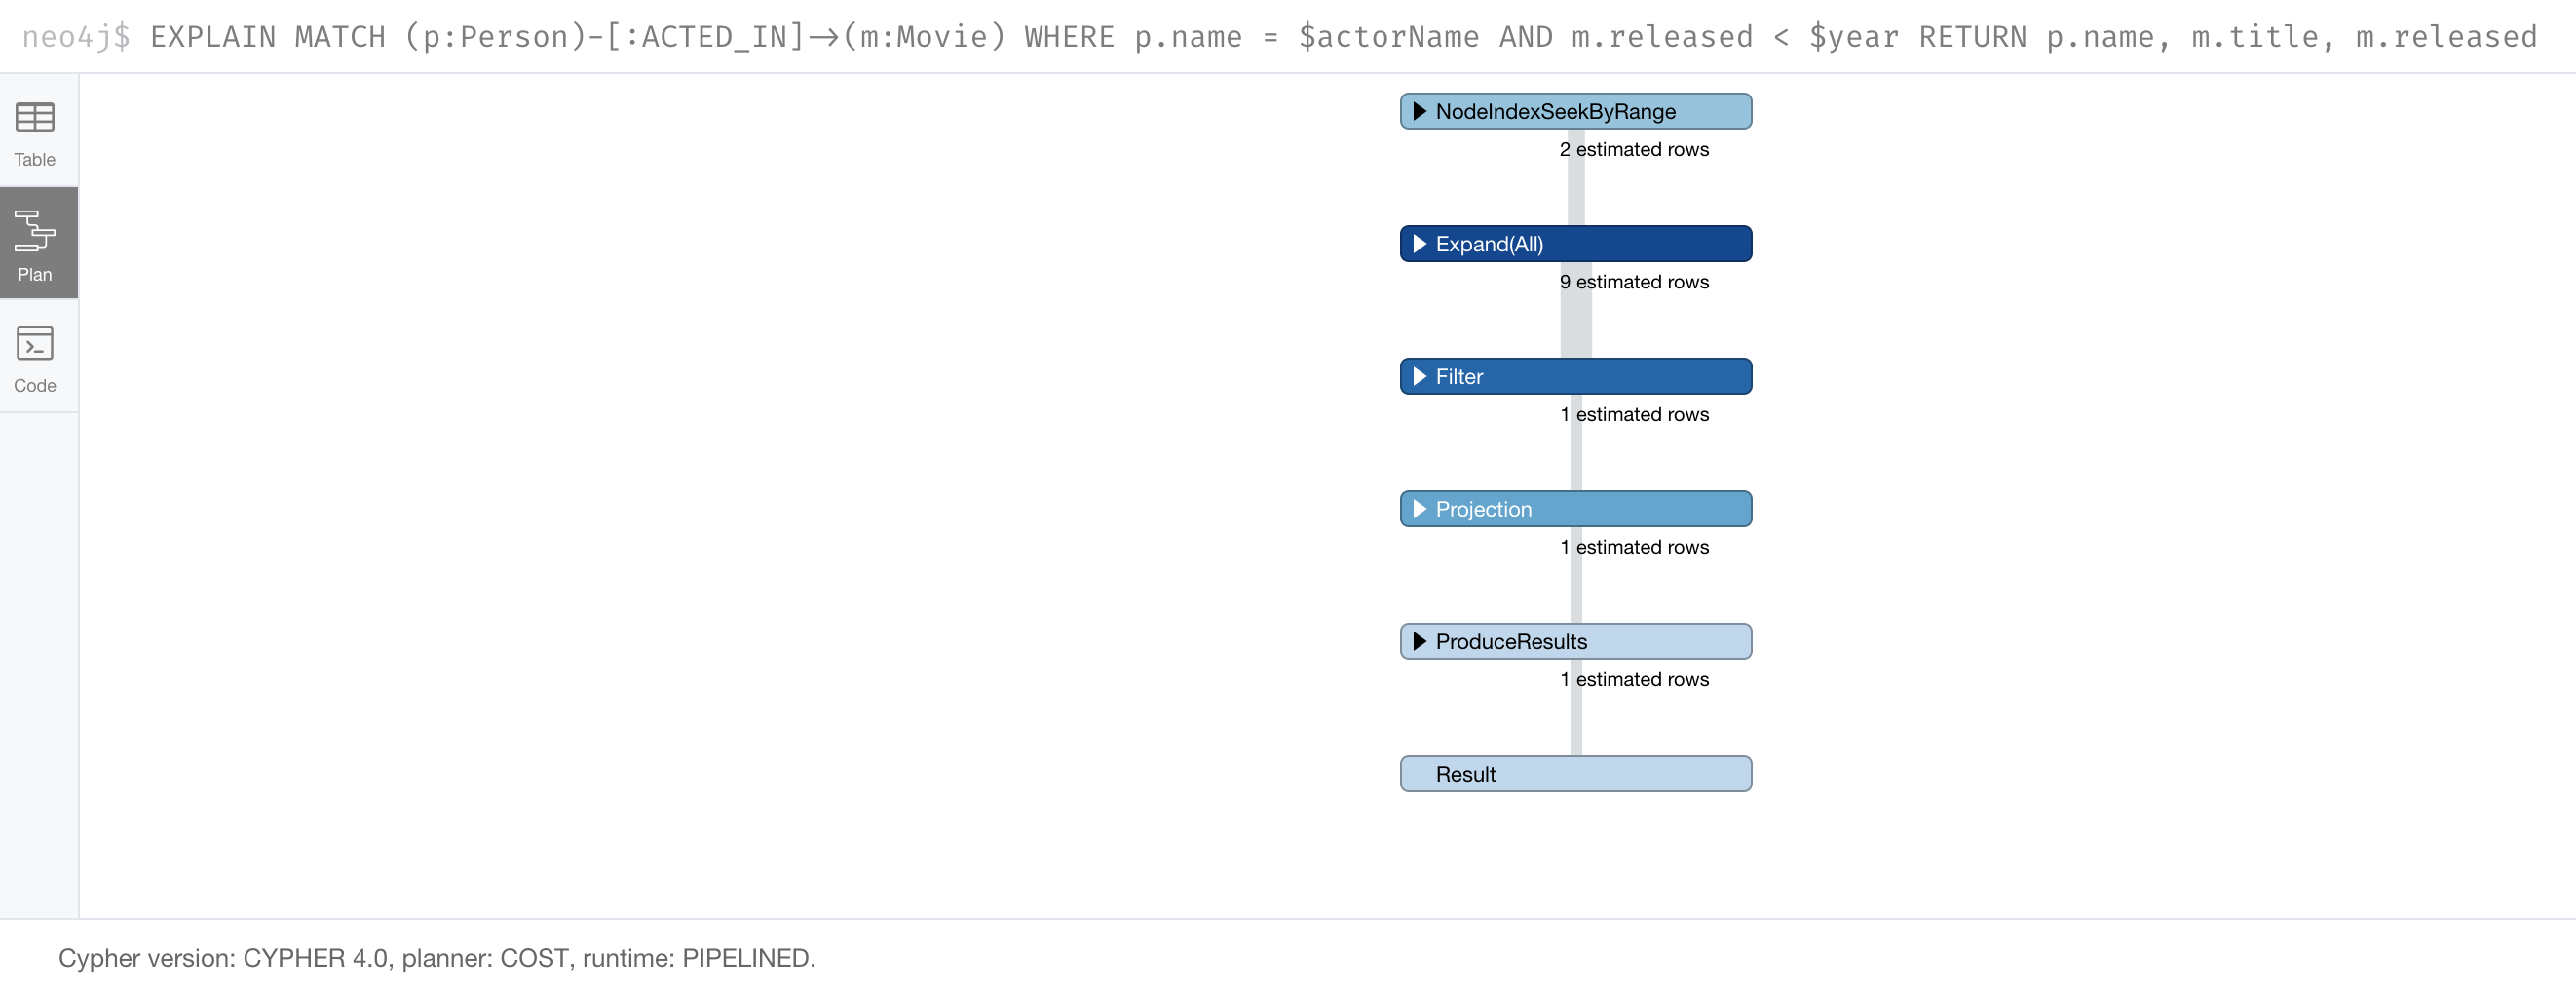 neo4j$ EXPLAIN MATCH (p:Person)-[:ACTED_IN]->(m:Movie) WHERE p.name = $actorName AND m.released < $year RETURN p.name, m.title, m.released
Table
Plan
Code
NodeIndexSeekByRange
2 estimated rows
Expand(All)
9 estimated rows
Filter
1 estimated rows
Projection
1 estimated rows
ProduceResults
1 estimated rows
Result
Cypher version: CYPHER 4.0, planner: COST, runtime: PIPELINED.